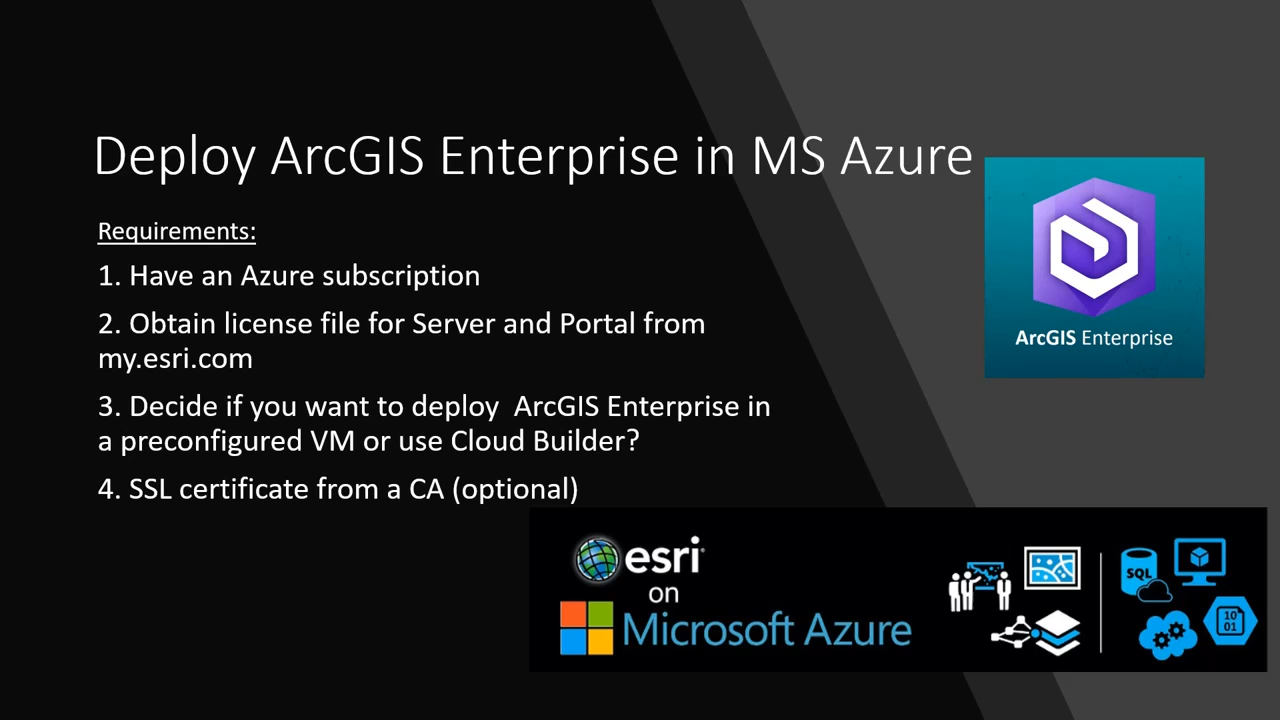 Deploy ArcGIS Enterprise in MS Azure
Requirements:
1. Have an Azure subscription
2. Obtain license file for Server and Portal from
my.esri.com
3. Decide if you want to deploy  ArcGIS Enterprise in
a preconfigured VM or use Cloud Builder?
4. SSL certificate from a CA (optional)
ArcGIS Enterprise
esri
on
Microsoft Azure
SQL
10
01